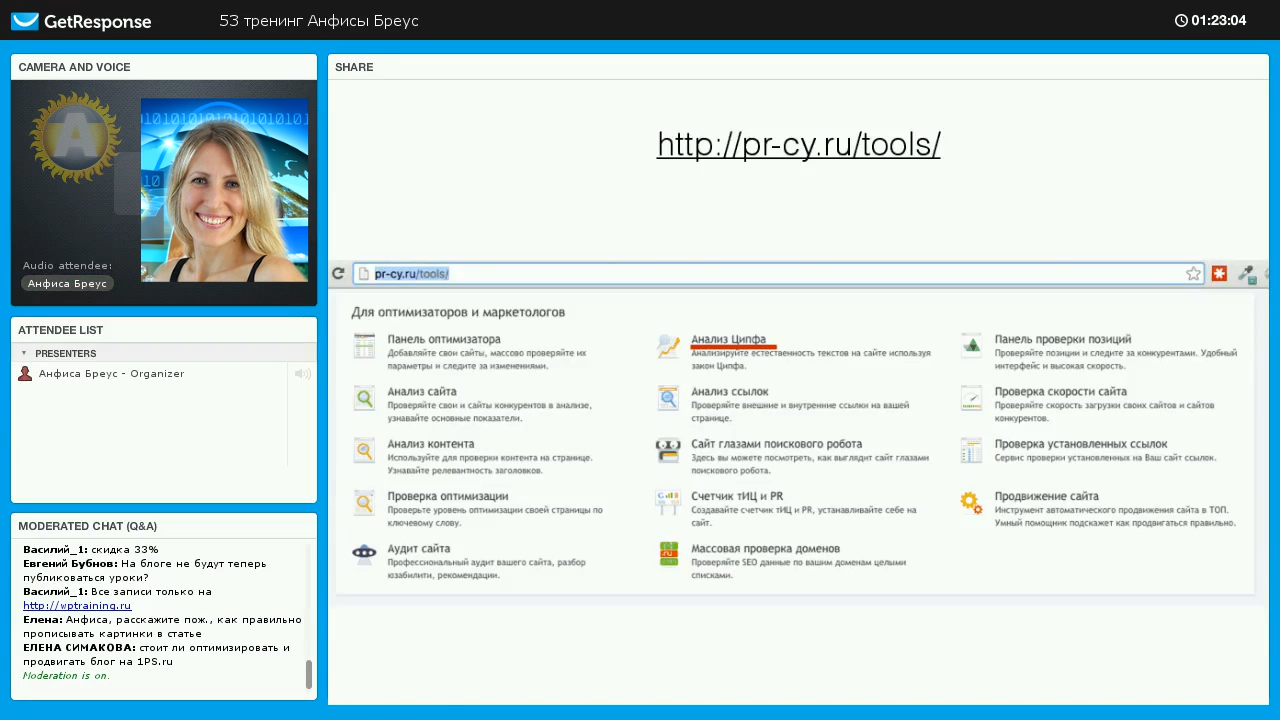 GetResponse
53 тренинг Анфисы Бреус
01:23:04
CAMERA AND VOICE
A
1010101010101010101
10
Audio attendee:
Анфиса Бреус
ATTENDEE LIST
PRESENTERS
Анфиса Бреус - Organizer
MODERATED CHAT (Q&A)
Василий_1: скидка 33%
Евгений Бубнов: На блоге не будут теперь
публиковаться уроки?
Василий_1: Все записи только на
http://wptraining.ru
Елена: Анфиса, расскажите пож., как правильно
прописывать картинки в статье
ЕЛЕНА СИМАКОВА: стоит ли оптимизировать и
продвигать блог на 1PS.ru
Moderation is on.
SHARE
http://pr-cy.ru/tools/
pr-cy.ru/tools/
Для оптимизаторов и маркетологов
Панель оптимизатора
Добавляйте свои сайты, массово проверяйте их
параметры и следите за изменениями.
Анализ сайта
Проверяйте свои и сайты конкурентов в анализе,
узнавайте основные показатели.
Анализ контента
Используйте для проверки контента на странице.
Узнавайте релевантность заголовков.
Проверка оптимизации
Проверьте уровень оптимизации своей страницы по
ключевому слову.
Аудит сайта
Профессиональный аудит вашего сайта, разбор
юзабилити, рекомендации.
Анализ Ципфа
Анализируйте естественность текстов на сайте используя
закон Ципфа.
Анализ ссылок
Проверяйте внешние и внутренние ссылки на вашей
странице.
Сайт глазами поискового робота
Здесь вы можете посмотреть, как выглядит сайт глазами
поискового робота.
Счетчик тИЦ и PR
Создавайте счетчик тИЦ и PR, устанавливайте себе на
сайт.
Массовая проверка доменов
Проверяйте SEO данные по вашим доменам целыми
списками.
Панель проверки позиций
Проверяйте позиции и следите за конкурентами. Удобный
интерфейс и высокая скорость.
Проверка скорости сайта
Проверяйте скорость загрузки своих сайтов и сайтов
конкурентов.
Проверка установленных ссылок
Сервис проверки установленных на Ваш сайт ссылок.
Продвижение сайта
Инструмент автоматического продвижения сайта в ТОП.
Умный помощник подскажет как продвигаться правильно.